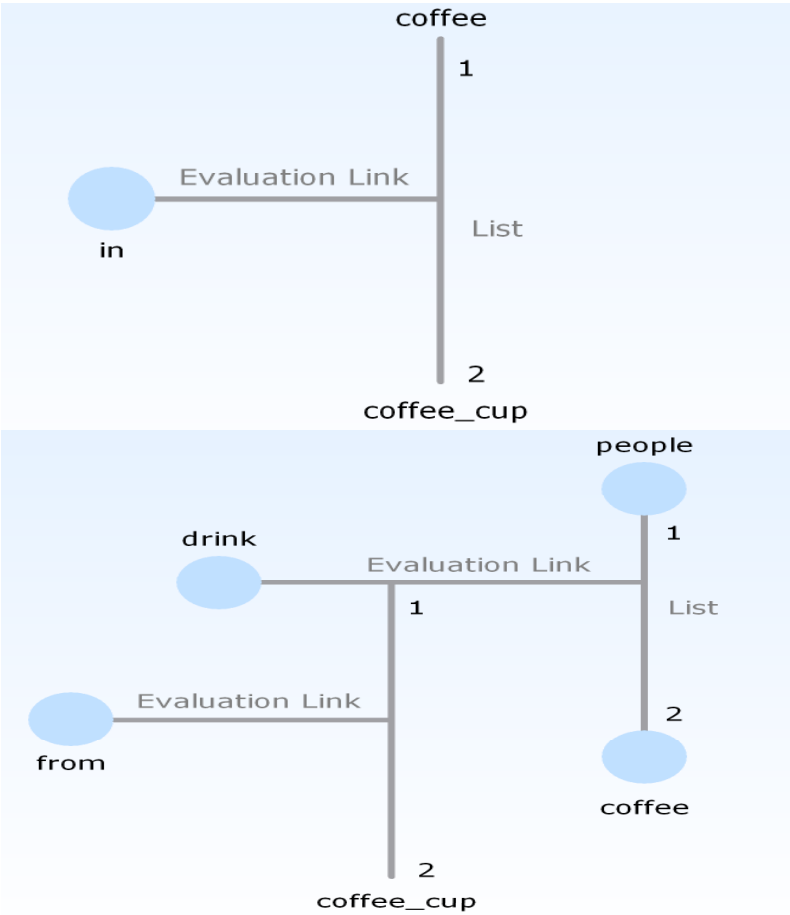 coffee
1
Evaluation Link
in
List
2
coffee_cup
people
1
drink
Evaluation Link
1
List
Evaluation Link
2
from
coffee
2
coffee_cup